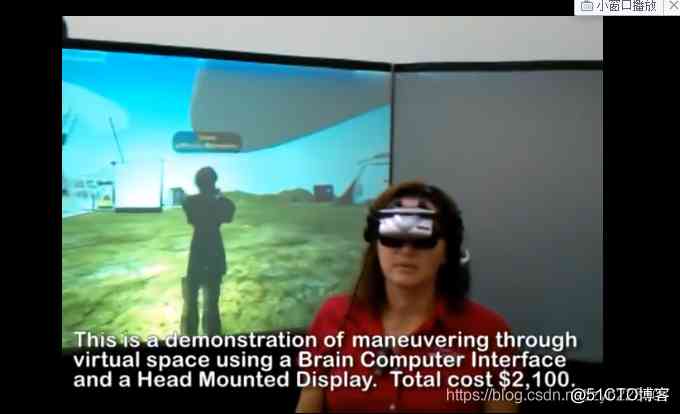 小窗口播放 ×
This is a demonstration of maneuvering through
virtual space using a Brain Computer Interface
and a Head Mounted Display. Total cost $2,100.
@51CTO博客